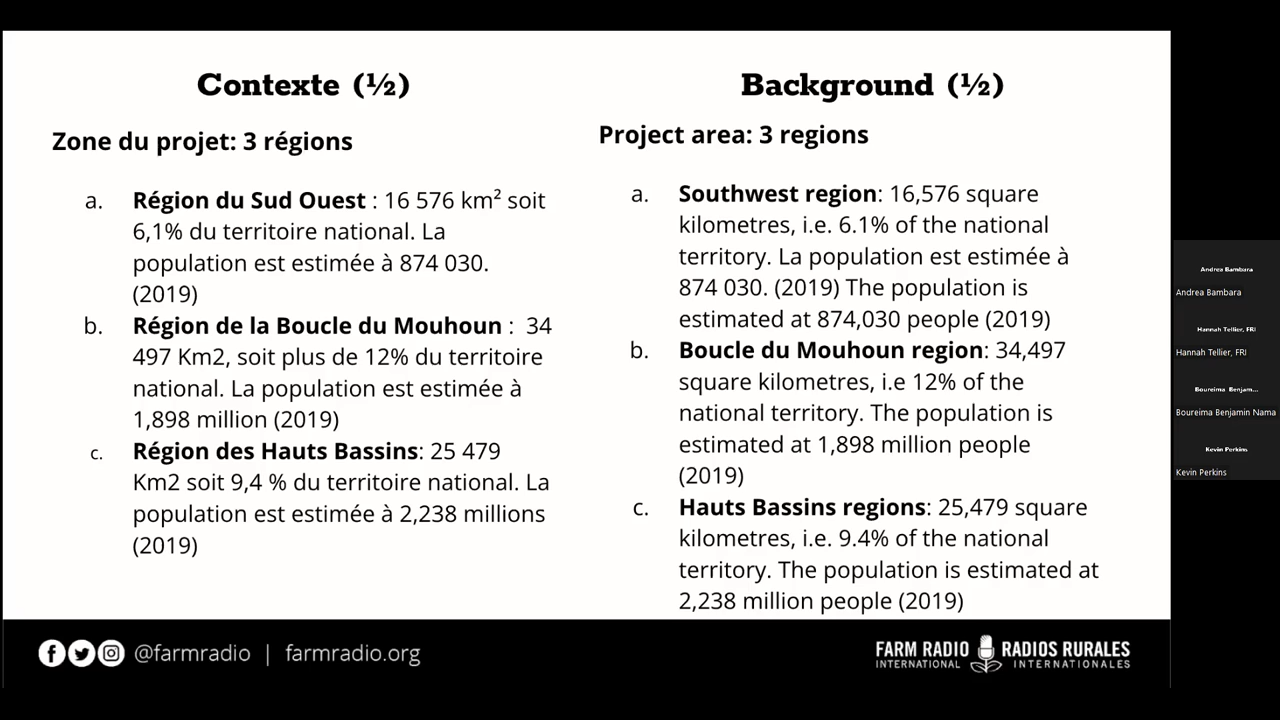 Contexte (½)
Zone du projet: 3 régions
a. Région du Sud Ouest : 16 576 km² soit
6,1% du territoire national. La
population est estimée à 874 030.
(2019)
b. Région de la Boucle du Mouhoun : 34
497 Km2, soit plus de 12% du territoire
national. La population est estimée à
1,898 million (2019)
c. Région des Hauts Bassins: 25 479
Km2 soit 9,4 % du territoire national. La
population est estimée à 2,238 millions
(2019)
Background (½)
Project area: 3 regions
a. Southwest region: 16,576 square
kilometres, i.e. 6.1% of the national
territory. La population est estimée à
874 030. (2019) The population is
estimated at 874,030 people (2019)
b. Boucle du Mouhoun region: 34,497
square kilometres, i.e 12% of the
national territory. The population is
estimated at 1,898 million people
(2019)
c. Hauts Bassins regions: 25,479 square
kilometres, i.e. 9.4% of the national
territory. The population is estimated at
2,238 million people (2019)
@farmradio | farmradio.org
FARM RADIO
INTERNATIONAL
RADIOS RURALES
INTERNATIONALES
Andrea Bambara
Andrea Bambara
Hannah Tellier, FRI
Hannah Tellier, FRI
Boureima Benjam...
Boureima Benjamin Nama
Kevin Perkins
Kevin Perkins